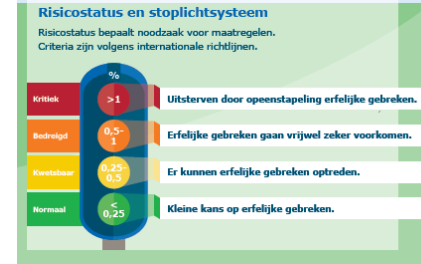 Risicostatus en stoplichtsysteem
Risicostatus bepaalt noodzaak voor maatregelen.
Criteria zijn volgens internationale richtlijnen.
%
Kritiek >1 Uitsterven door opeenstapeling erfelijke gebreken.
Bedreigd 0,5-1 Erfelijke gebreken gaan vrijwel zeker voorkomen.
Kwetsbaar 0,25-0,5 Er kunnen erfelijke gebreken optreden.
Normaal < 0,25 Kleine kans op erfelijke gebreken.